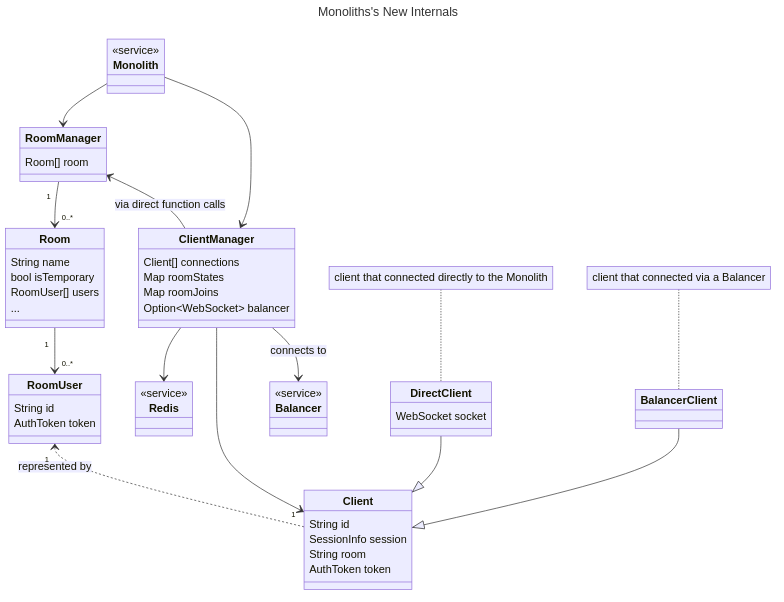 Monoliths's New Internals
«service»
Monolith
RoomManager
Room[] room
via direct function calls
1
0..*
Room
String name
bool isTemporary
RoomUser[] users
...
ClientManager
Client[] connections
Map roomStates
Map roomJoins
Option<WebSocket> balancer
client that connected directly to the Monolith
client that connected via a Balancer
1
0..*
connects to
RoomUser
String id
AuthToken token
«service»
Redis
«service»
Balancer
DirectClient
WebSocket socket
BalancerClient
1
represented by
1
Client
String id
SessionInfo session
String room
AuthToken token